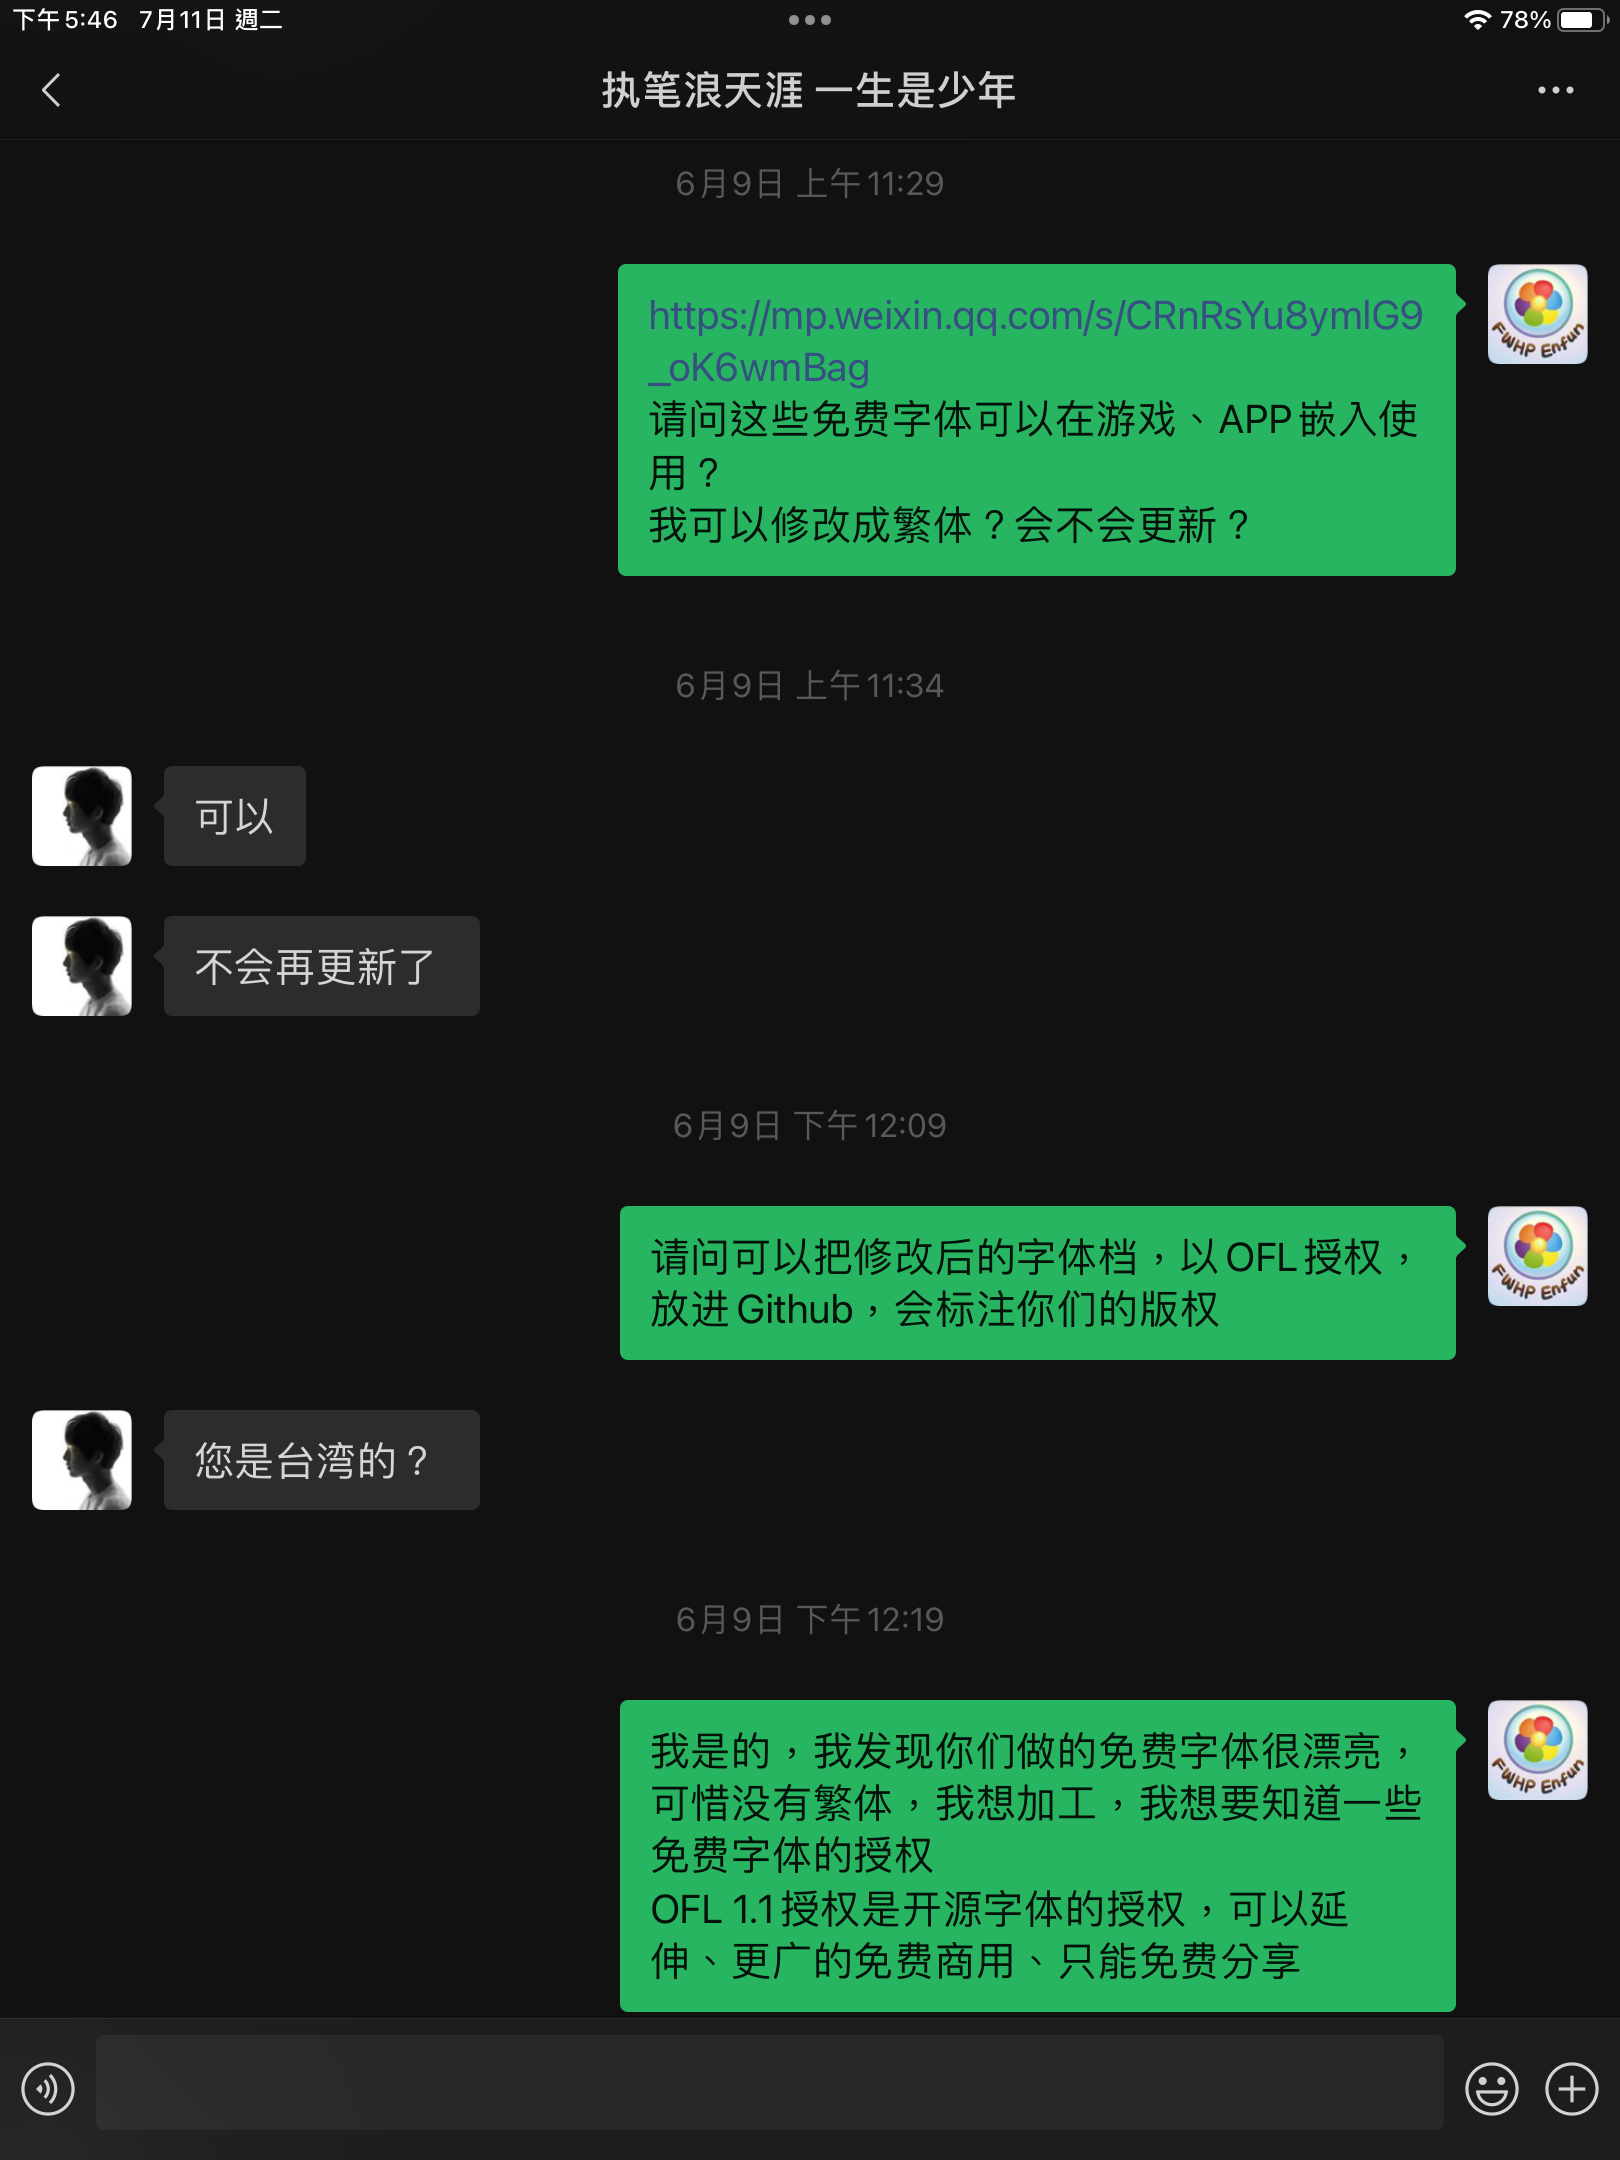 下午5:46 7月11日 週二
78%
执笔浪天涯 一生是少年
6月9日 上午11:29
https://mp.weixin.qq.com/s/CRnRsYu8ymlG9
_oK6wmBag
请问这些免费字体可以在游戏、APP嵌入使
用？
我可以修改成繁体？会不会更新？
FWHP Enfun
6月9日 上午11:34
可以
不会再更新了
6月9日 下午12:09
请问可以把修改后的字体档，以OFL授权，
放进Github，会标注你们的版权
FWHP Enfun
您是台湾的？
6月9日 下午12:19
我是的，我发现你们做的免费字体很漂亮，
可惜没有繁体，我想加工，我想要知道一些
免费字体的授权
OFL 1.1授权是开源字体的授权，可以延
伸、更广的免费商用、只能免费分享
FWHP Enfun